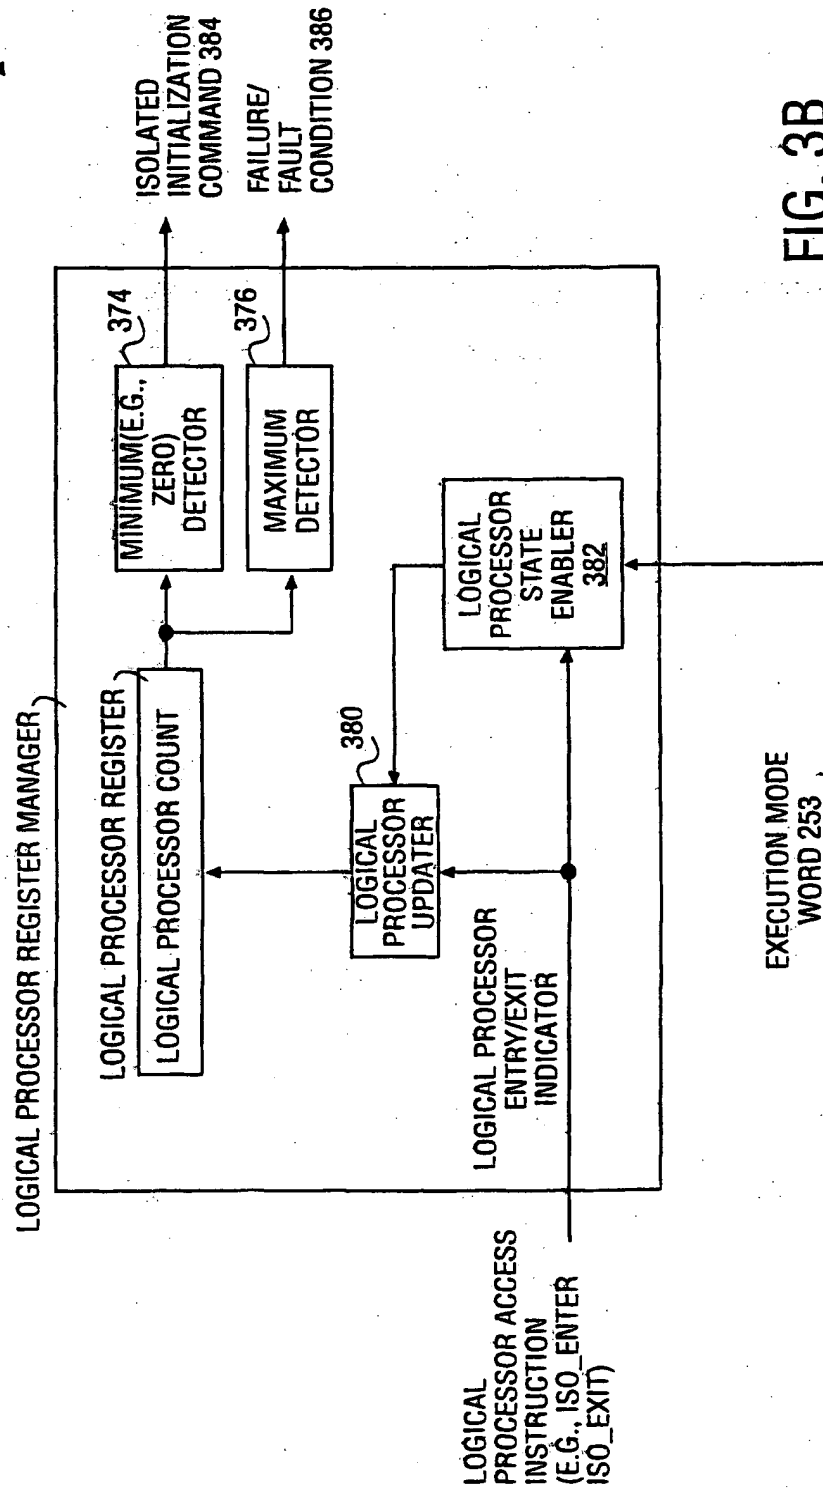 LOGICAL PROCESSOR REGISTER MANAGER
LOGICAL PROCESSOR REGISTER
LOGICAL PROCESSOR COUNT
MINIMUM(E.G.,
ZERO)
DETECTOR
374
ISOLATED
INITIALIZATION
COMMAND 384
MAXIMUM
DETECTOR
376
FAILURE/
FAULT
CONDITION 386
LOGICAL
PROCESSOR
UPDATER
380
LOGICAL
PROCESSOR
STATE
ENABLER
382
LOGICAL PROCESSOR
ENTRY/EXIT
INDICATOR
LOGICAL
PROCESSOR ACCESS
INSTRUCTION
(E.G., ISO_ENTER
ISO_EXIT)
EXECUTION MODE
WORD 253
FIG. 3B